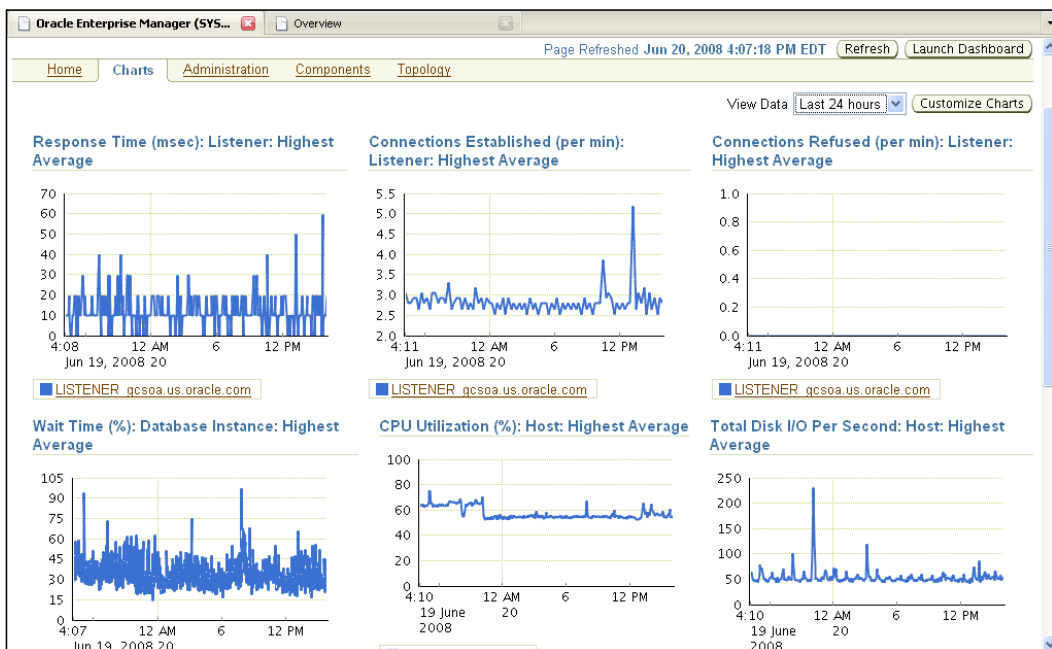 Oracle Enterprise Manager (SYS...
Overview
Page Refreshed Jun 20, 2008 4:07:18 PM EDT
Refresh
Launch Dashboard
Home
Charts
Administration
Components
Topology
View Data
Last 24 hours
Customize Charts
Response Time (msec): Listener: Highest
Average
70
60
50
40
30
20
10
0
4:08
12 AM
6
12 PM
Jun 19, 2008 20
LISTENER_gcsoa.us.oracle.com
Connections Established (per min):
Listener: Highest Average
5.5
5.0
4.5
4.0
3.5
3.0
2.5
2.0
4:11
12 AM
6
12 PM
Jun 19, 2008 20
LISTENER_gcsoa.us.oracle.com
Connections Refused (per min): Listener:
Highest Average
1.0
0.8
0.6
0.4
0.2
0.0
4:11
12 AM
6
12 PM
Jun 19, 2008 20
LISTENER_gcsoa.us.oracle.com
Wait Time (%): Database Instance: Highest
Average
105
90
75
60
45
30
15
0
4:07
12 AM
6
12 PM
Jun 19, 2008 20
CPU Utilization (%): Host: Highest Average
100
80
60
40
20
0
4:10
12 AM
6
12 PM
19 June
20
2008
Total Disk I/O Per Second: Host: Highest
Average
250
200
150
100
50
0
4:10
12 AM
6
12 PM
19 June
20
2008